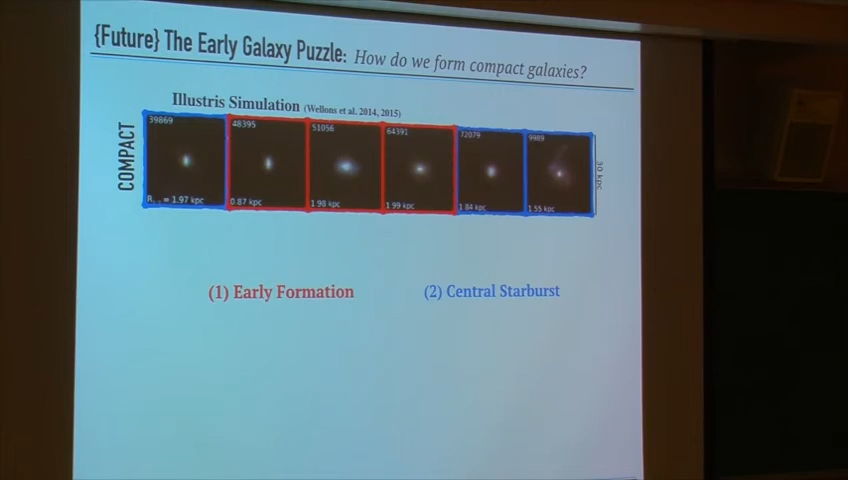 {Future} The Early Galaxy Puzzle: How do we form compact galaxies?
Illustris Simulation (Wellons et al. 2014, 2015)
COMPACT
39869
48395
51056
64391
72079
9989
= 1.97 kpc
0.87 kpc
1.98 kpc
1.99 kpc
1.84 kpc
1.55 kpc
30 kpc
(1) Early Formation
(2) Central Starburst